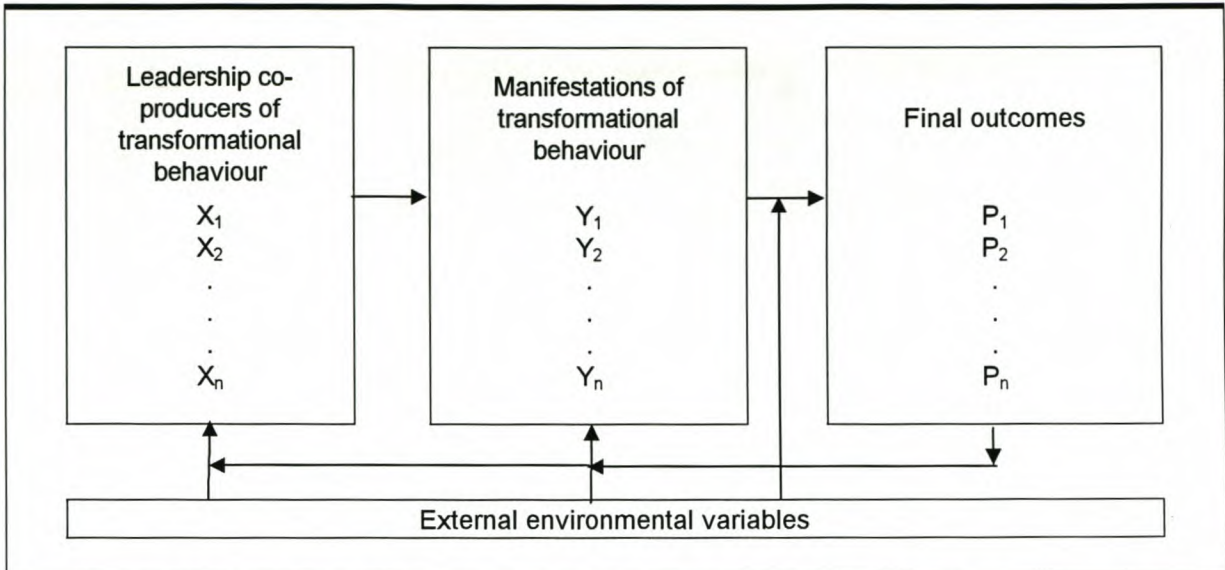 Leadership co-
producers of
transformational
behaviour
X₁
X₂
.
.
.
Xₙ
Manifestations of
transformational
behaviour
Y₁
Y₂
.
.
.
Yₙ
Final outcomes
P₁
P₂
.
.
.
Pₙ
External environmental variables